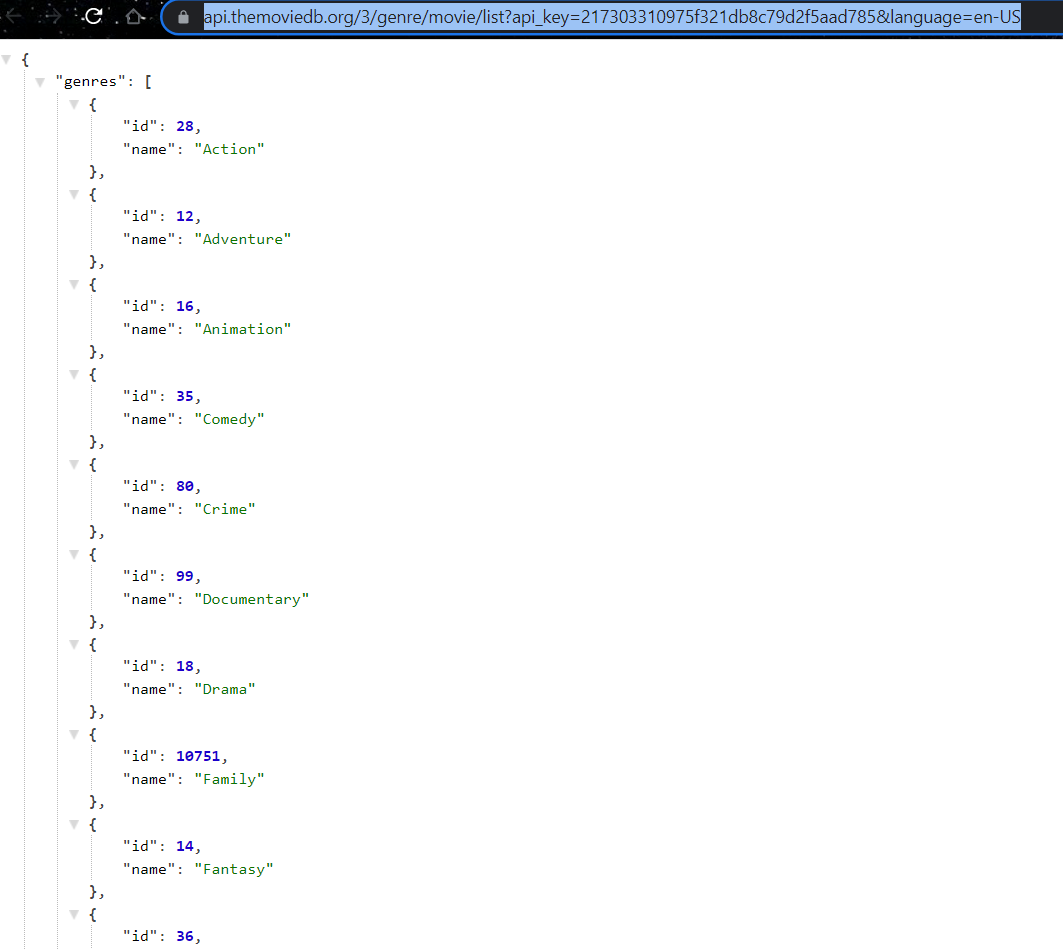 api.themoviedb.org/3/genre/movie/list?api_key=217303310975f321db8c79d2f5aad785&language=en-US
{
"genres": [
{
"id": 28,
"name": "Action"
},
{
"id": 12,
"name": "Adventure"
},
{
"id": 16,
"name": "Animation"
},
{
"id": 35,
"name": "Comedy"
},
{
"id": 80,
"name": "Crime"
},
{
"id": 99,
"name": "Documentary"
},
{
"id": 18,
"name": "Drama"
},
{
"id": 10751,
"name": "Family"
},
{
"id": 14,
"name": "Fantasy"
},
{
"id": 36,